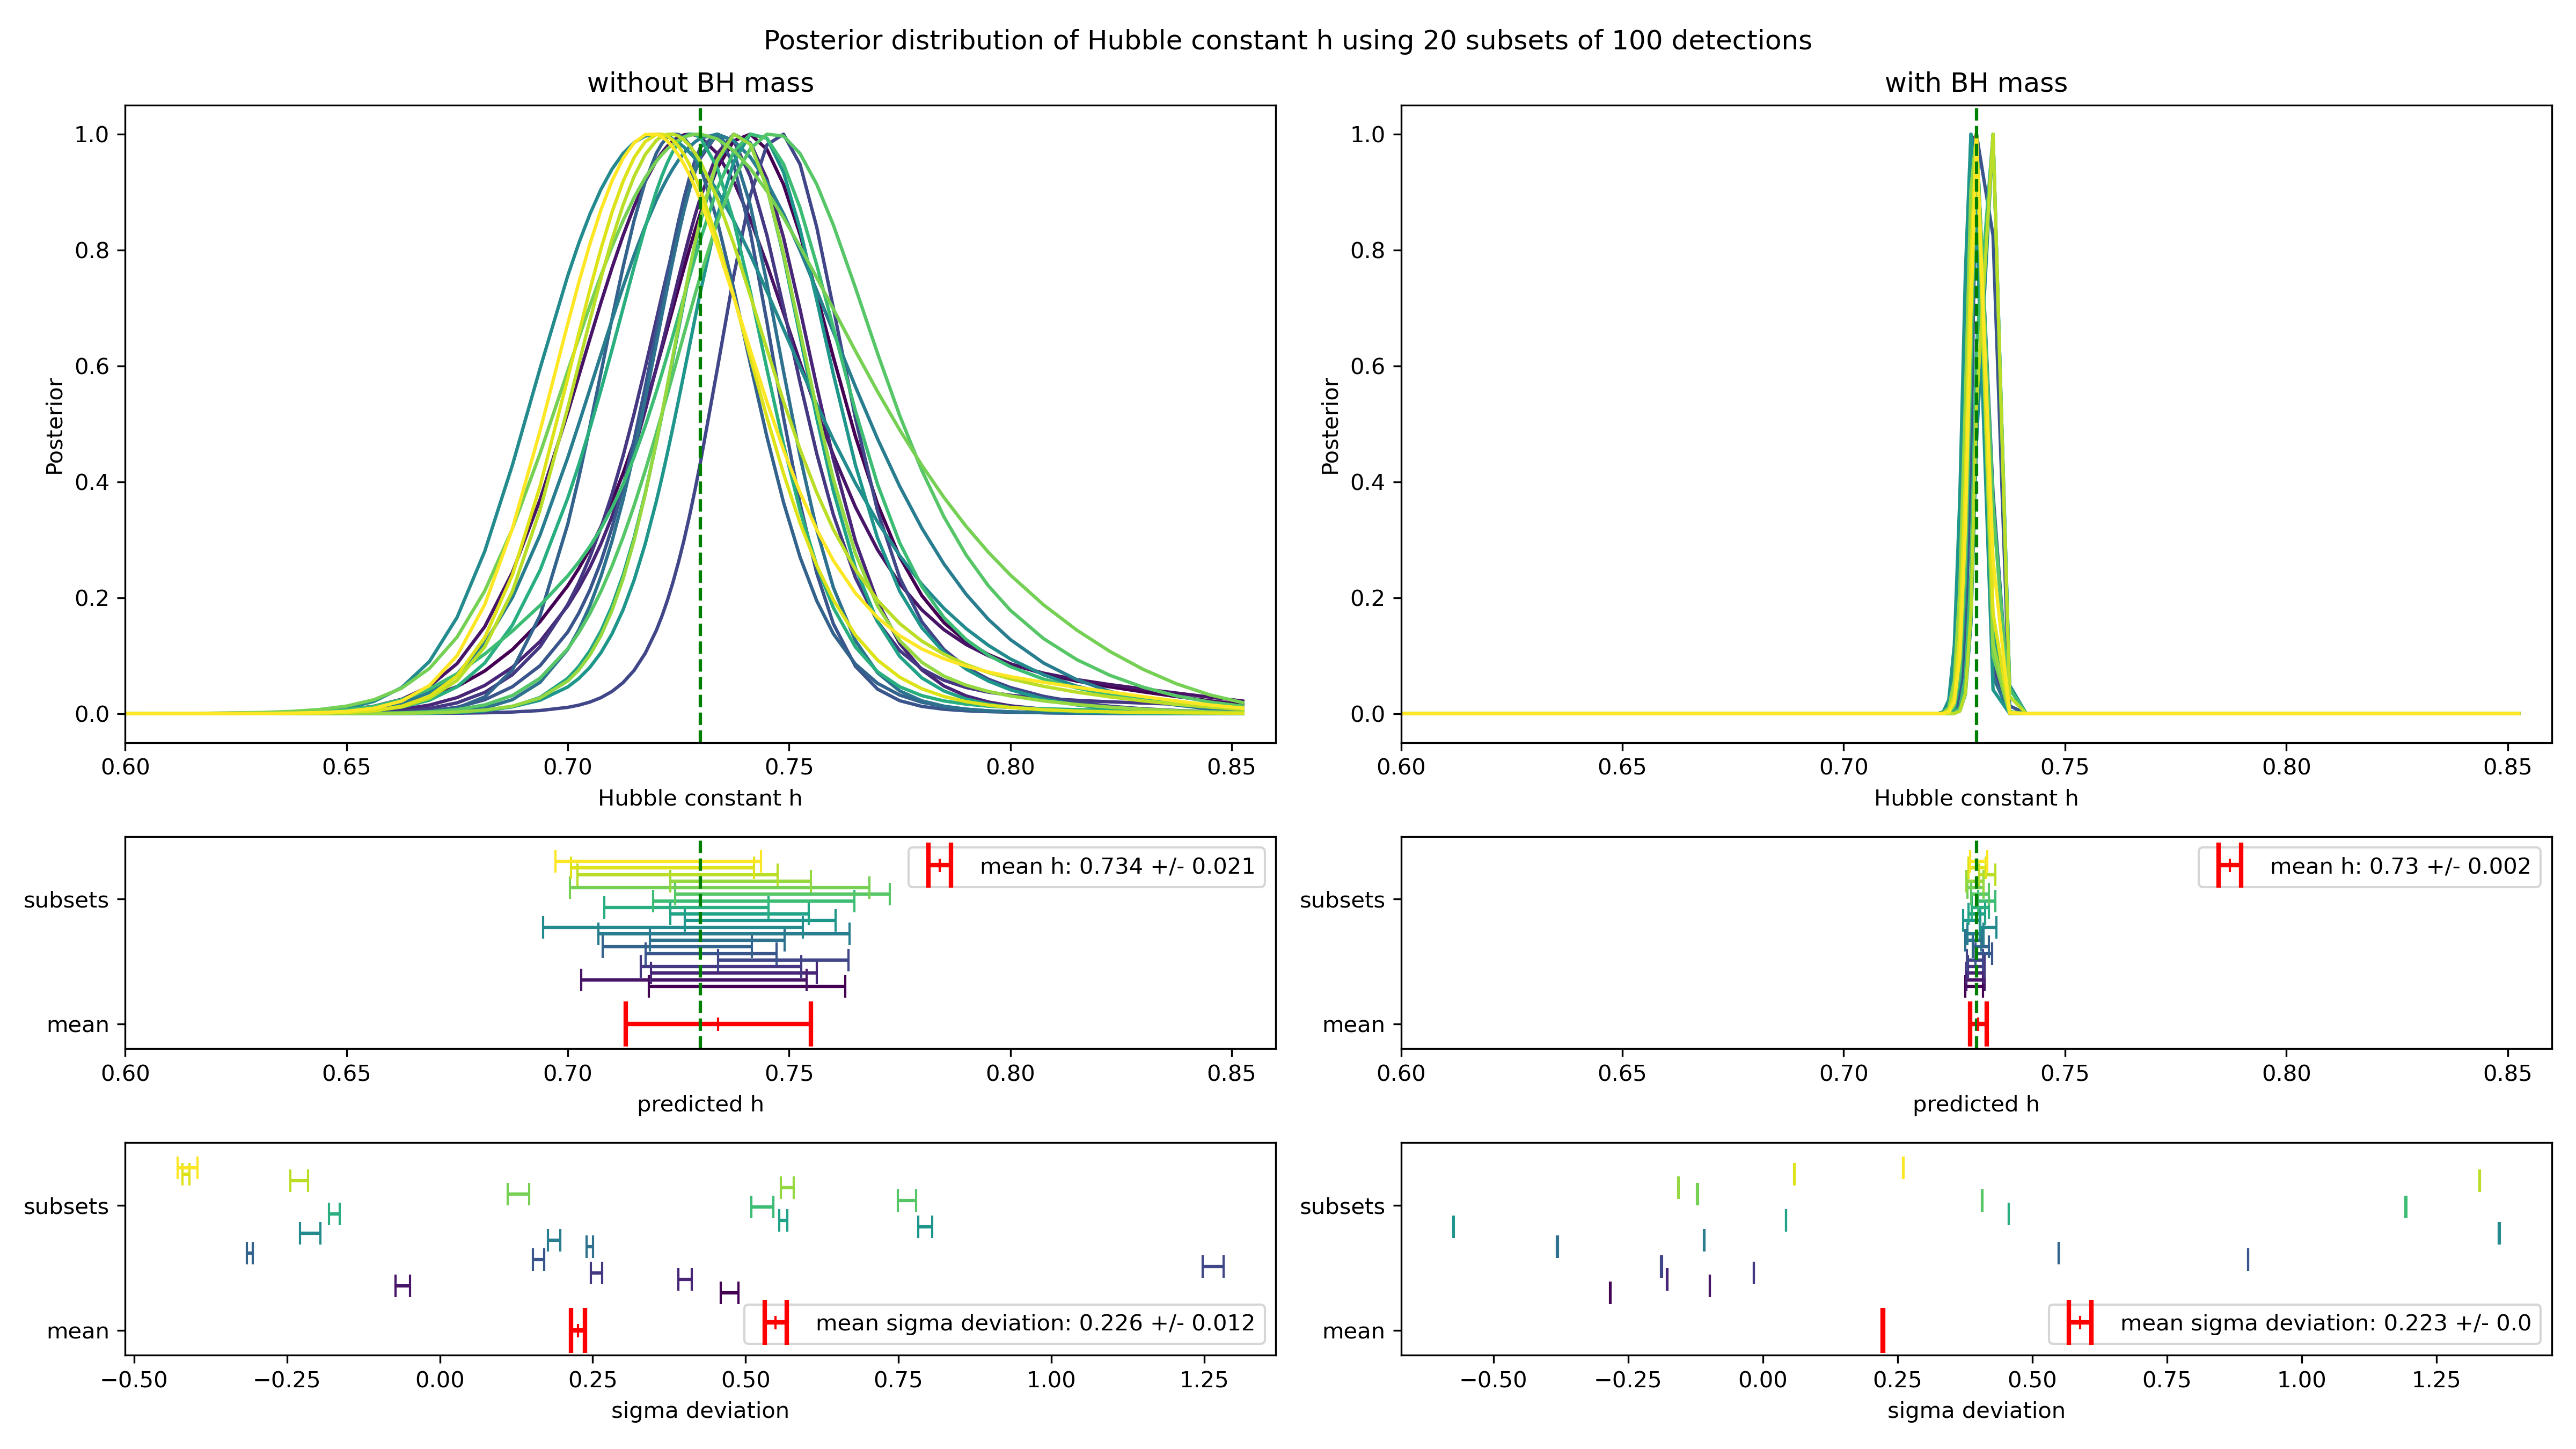 Posterior distribution of Hubble constant h using 20 subsets of 100 detections
without BH mass
1.0
0.8
0.6
0.4
0.2
0.0
Posterior
0.60 0.65 0.70 0.75 0.80 0.85
Hubble constant h
with BH mass
1.0
0.8
0.6
0.4
0.2
0.0
Posterior
0.60 0.65 0.70 0.75 0.80 0.85
Hubble constant h
mean h: 0.734 +/- 0.021
subsets
mean
0.60 0.65 0.70 0.75 0.80 0.85
predicted h
mean h: 0.73 +/- 0.002
subsets
mean
0.60 0.65 0.70 0.75 0.80 0.85
predicted h
subsets
mean
mean sigma deviation: 0.226 +/- 0.012
−0.50 −0.25 0.00 0.25 0.50 0.75 1.00 1.25
sigma deviation
subsets
mean
mean sigma deviation: 0.223 +/- 0.0
−0.50 −0.25 0.00 0.25 0.50 0.75 1.00 1.25
sigma deviation